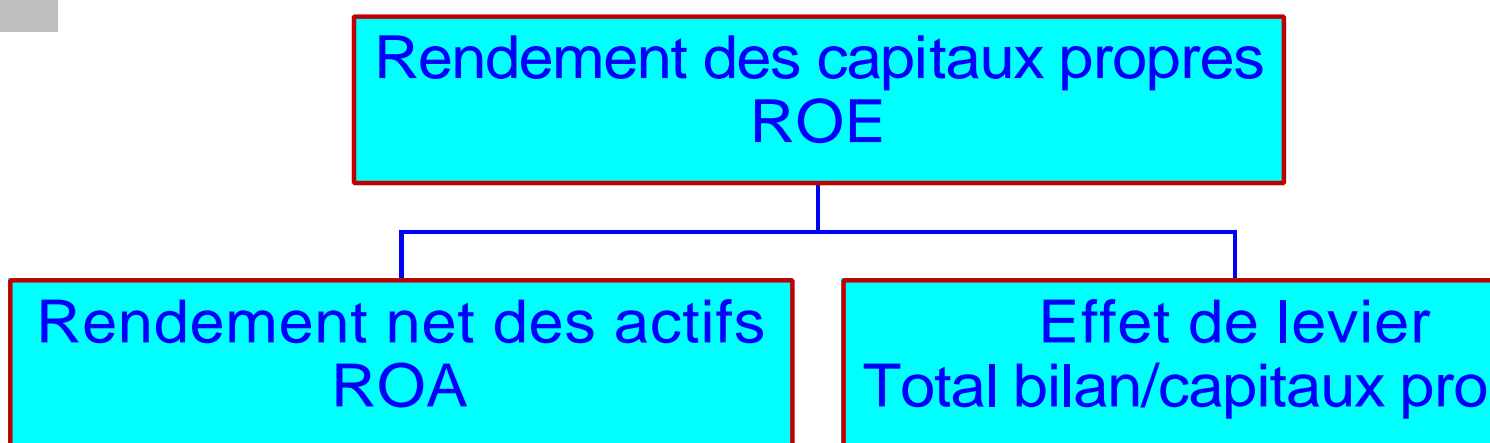 Rendement des capitaux propres
ROE
Rendement net des actifs
ROA
Effet de levier
Total bilan/capitaux pro